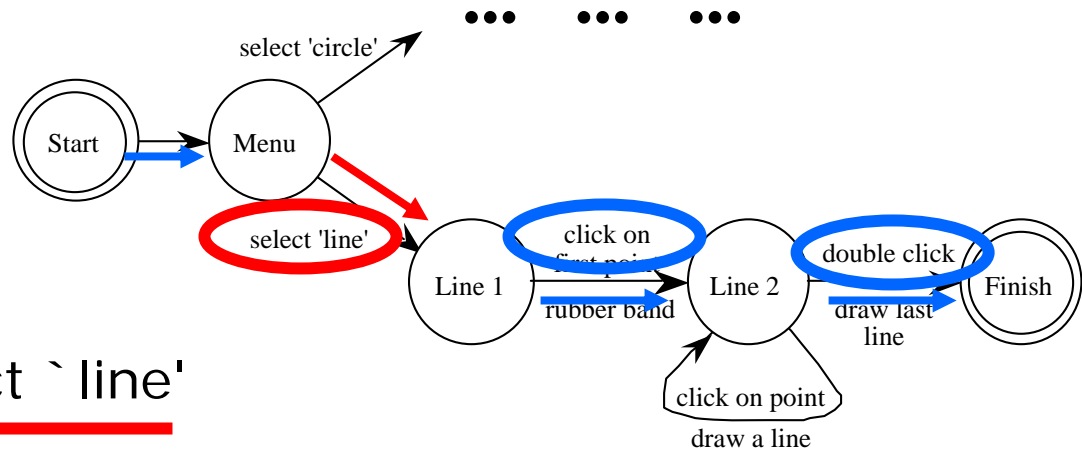 ••• ••• •••
select 'circle'
Start
Menu
select 'line'
click on
first point
rubber band
Line 1
Line 2
double click
draw last
line
Finish
click on point
draw a line
ct `line'